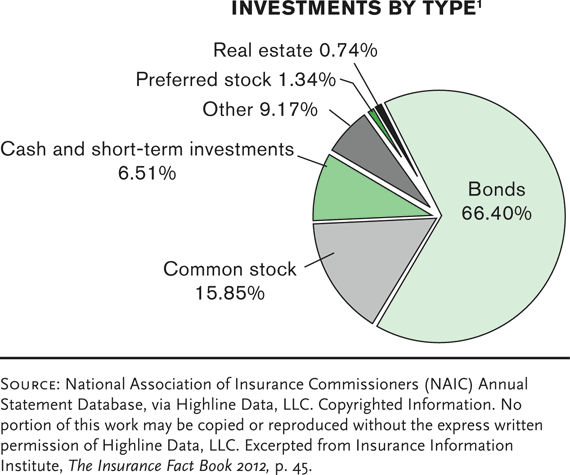 INVESTMENTS BY TYPE¹
Real estate 0.74%
Preferred stock 1.34%
Other 9.17%
Cash and short-term investments
6.51%
Bonds
66.40%
Common stock
15.85%
SOURCE: National Association of Insurance Commissioners (NAIC) Annual
Statement Database, via Highline Data, LLC. Copyrighted Information. No
portion of this work may be copied or reproduced without the express written
permission of Highline Data, LLC. Excerpted from Insurance Information
Institute, The Insurance Fact Book 2012, p. 45.